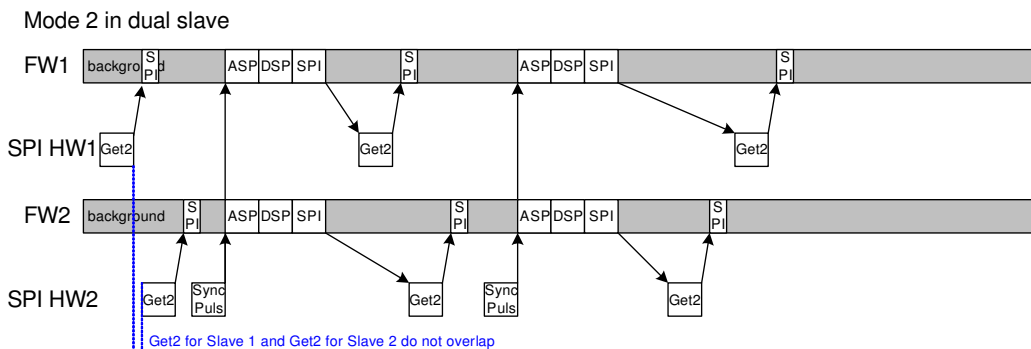 Mode 2 in dual slave
FW1
background
S
PI
ASP DSP SPI
S
PI
ASP DSP SPI
S
PI
SPI HW1
Get2
Get2
Get2
FW2
background
S
PI
ASP DSP SPI
S
PI
ASP DSP SPI
S
PI
SPI HW2
Get2
Sync
Puls
Get2
Sync
Puls
Get2
Get2 for Slave 1 and Get2 for Slave 2 do not overlap